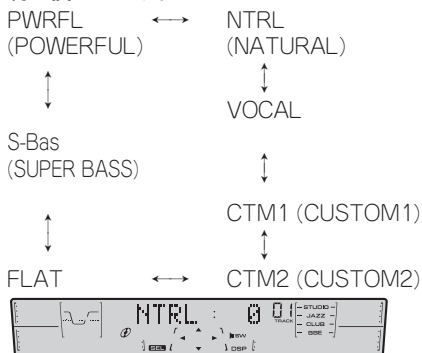 PWRFL ←→ NTRL
(POWERFUL) (NATURAL)
VOCAL
S-Bas
(SUPER BASS)
CTM1 (CUSTOM1)
FLAT ←→ CTM2 (CUSTOM2)
NTRL : 0 01
TRACK
STUDIO
JAZZ
CLUB
BBE
SW
SEL
DSP